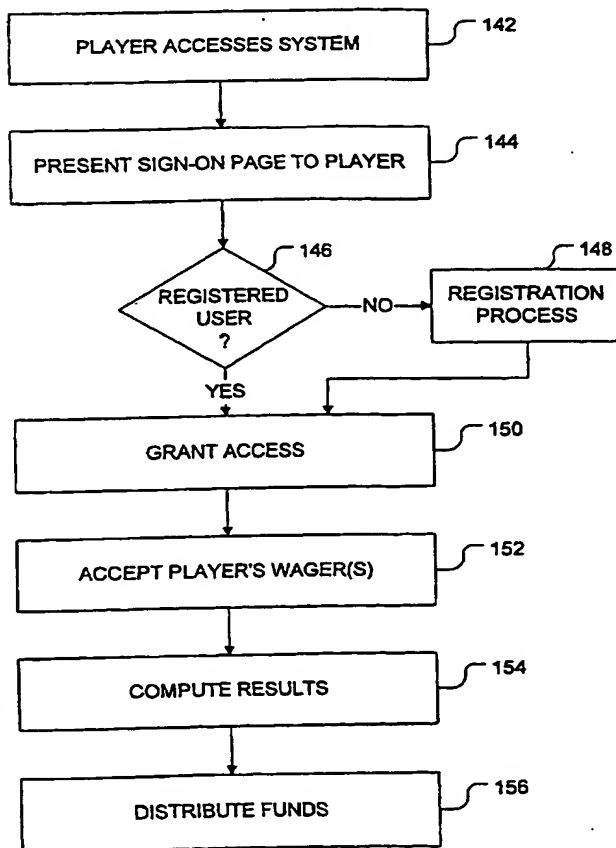 PLAYER ACCESSES SYSTEM
142
PRESENT SIGN-ON PAGE TO PLAYER
144
146
REGISTERED
USER
?
NO
148
REGISTRATION
PROCESS
YES
GRANT ACCESS
150
ACCEPT PLAYER'S WAGER(S)
152
COMPUTE RESULTS
154
DISTRIBUTE FUNDS
156